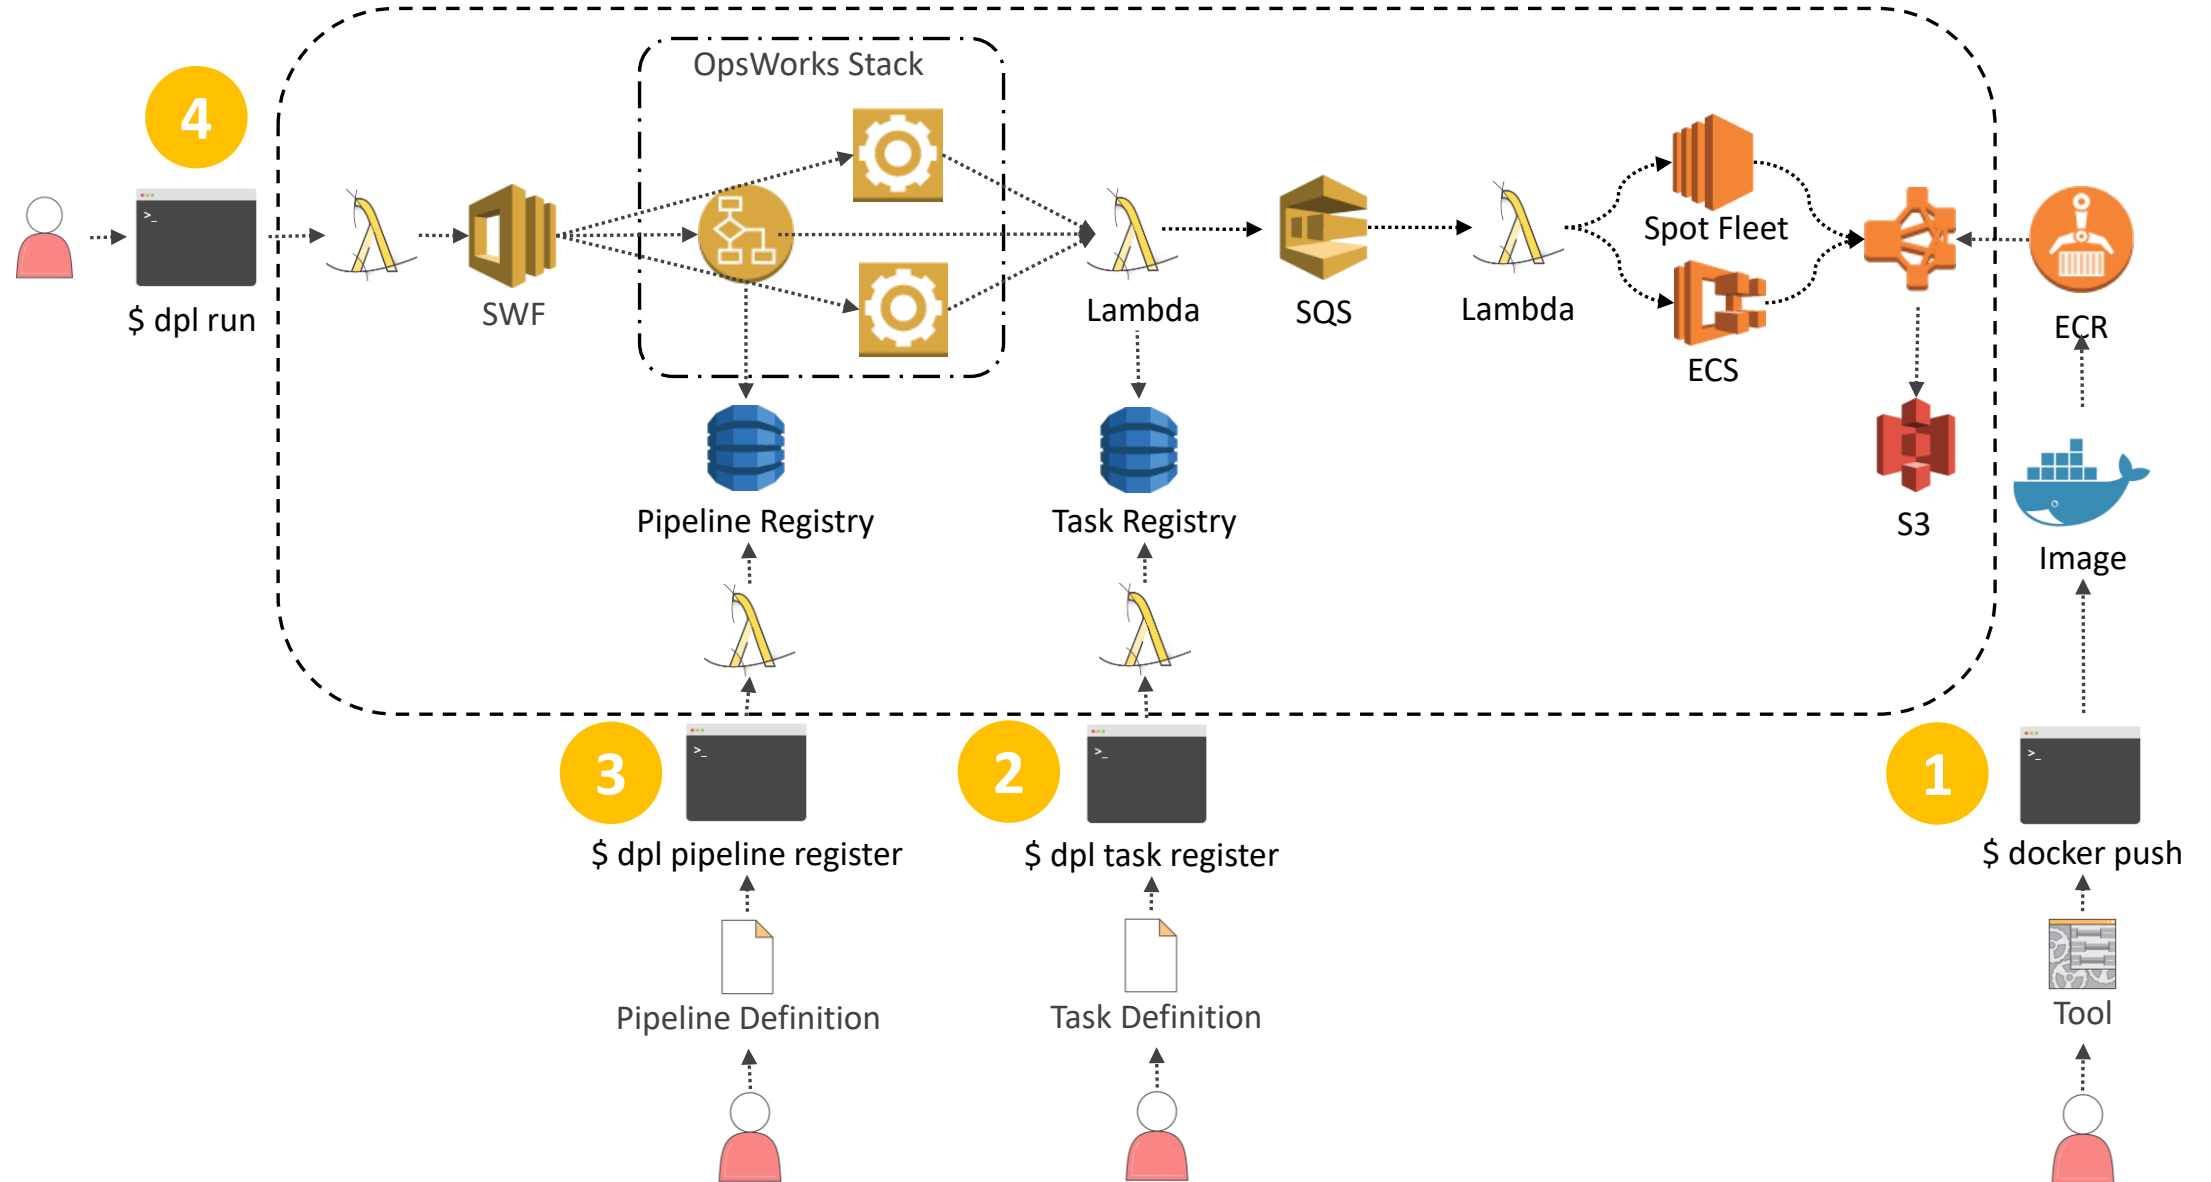 OpsWorks Stack
4
>_
$ dpl run
SWF
Lambda
SQS
Lambda
Spot Fleet
ECS
ECR
Pipeline Registry
Task Registry
S3
Image
3
>_
2
>_
1
>_
$ dpl pipeline register
$ dpl task register
$ docker push
Pipeline Definition
Task Definition
Tool